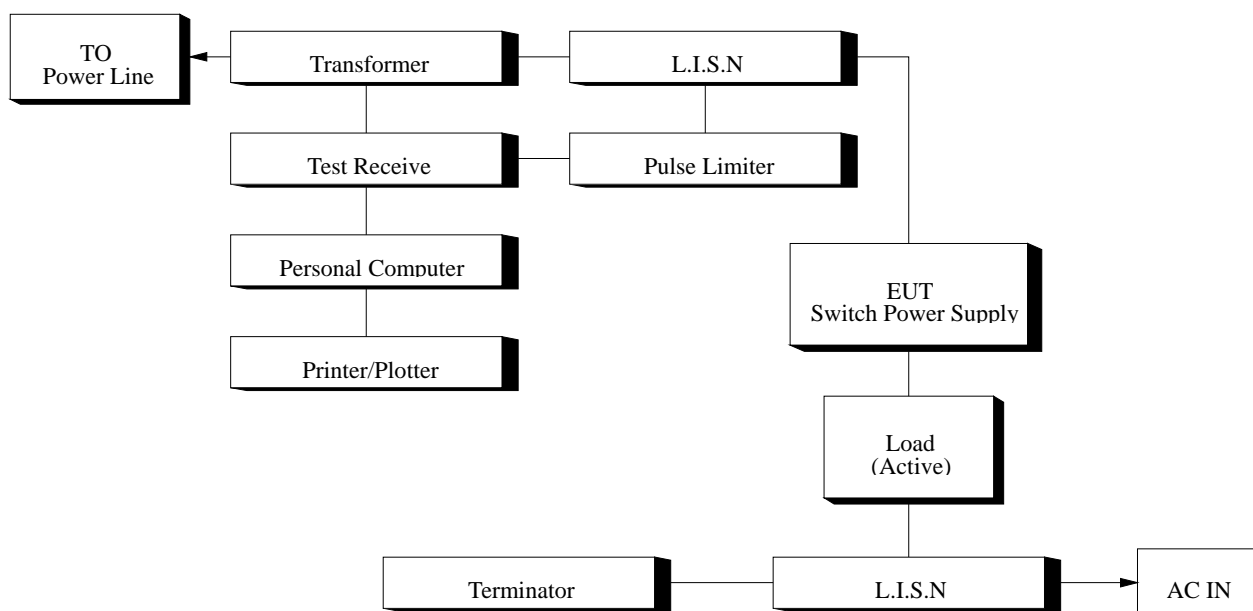 TO
Power Line
Transformer
L.I.S.N
Test Receive
Pulse Limiter
Personal Computer
EUT
Switch Power Supply
Printer/Plotter
Load
(Active)
Terminator
L.I.S.N
AC IN